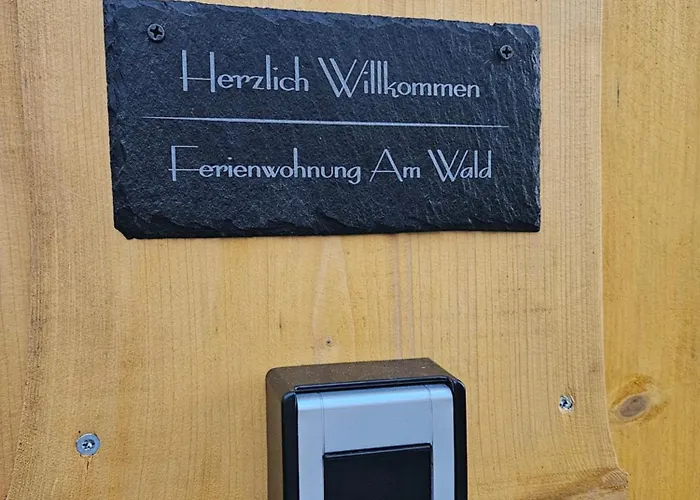 Herzlich Willkommen
Ferienwohnung Am Wald